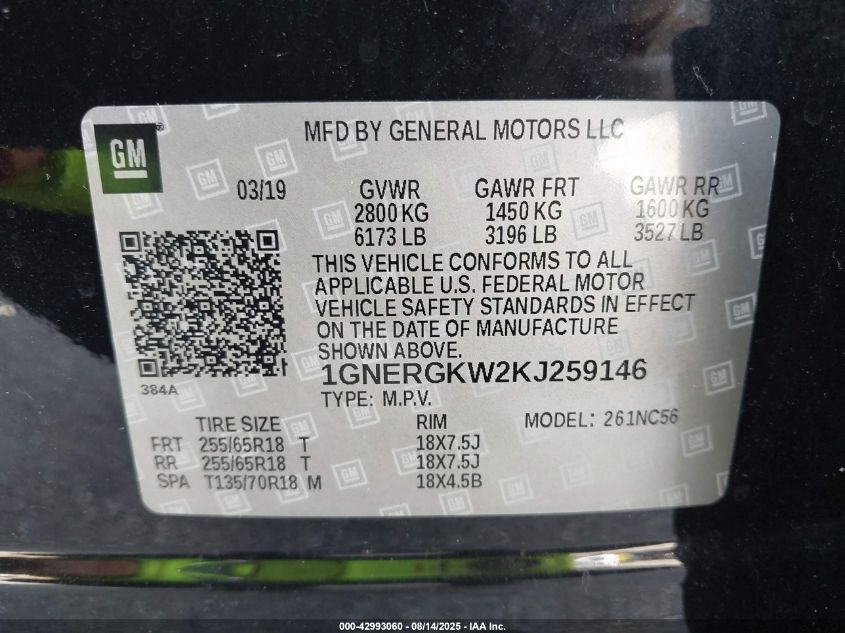 GM
MFD BY GENERAL MOTORS LLC
03/19 GVWR GAWR FRT GAWR RR
2800 KG 1450 KG 1600 KG
6173 LB 3196 LB 3527 LB
THIS VEHICLE CONFORMS TO ALL
APPLICABLE U.S. FEDERAL MOTOR
VEHICLE SAFETY STANDARDS IN EFFECT
ON THE DATE OF MANUFACTURE
SHOWN ABOVE.
384A
1GNERGKW2KJ259146
TYPE: M.P.V.
TIRE SIZE RIM MODEL: 261NC56
FRT 255/65R18 T 18X7.5J
RR 255/65R18 T 18X7.5J
SPA T135/70R18 M 18X4.5B
000-42993060 - 08/14/2025 - IAA Inc.